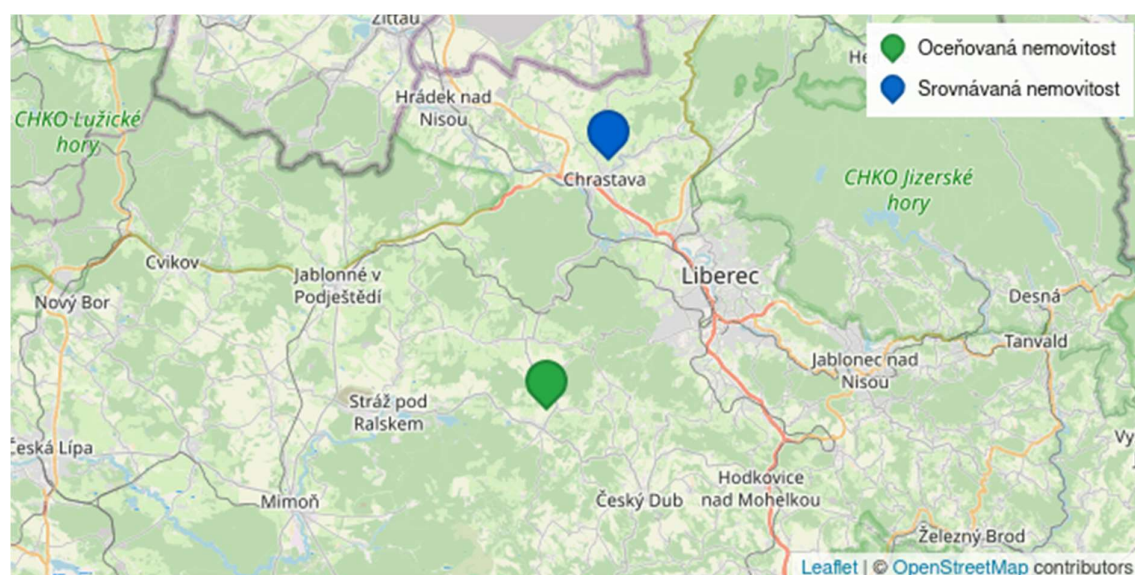 Zittau
He
Oceňovaná nemovitost
Srovnávaná nemovitost
Hrádek nad
Nisou
CHKO Lužické
hory
Chrastava
CHKO Jizerské
hory
Cvikov
Jablonné v
Podještědí
Liberec
Nový Bor
Desná
Tanvald
Jablonec nad
Nisou
Stráž pod
Ralskem
Česká Lípa
Vy
Hodkovice
nad Mohelkou
Mimoň
Český Dub
Železný Brod
Leaflet | © OpenStreetMap contributors